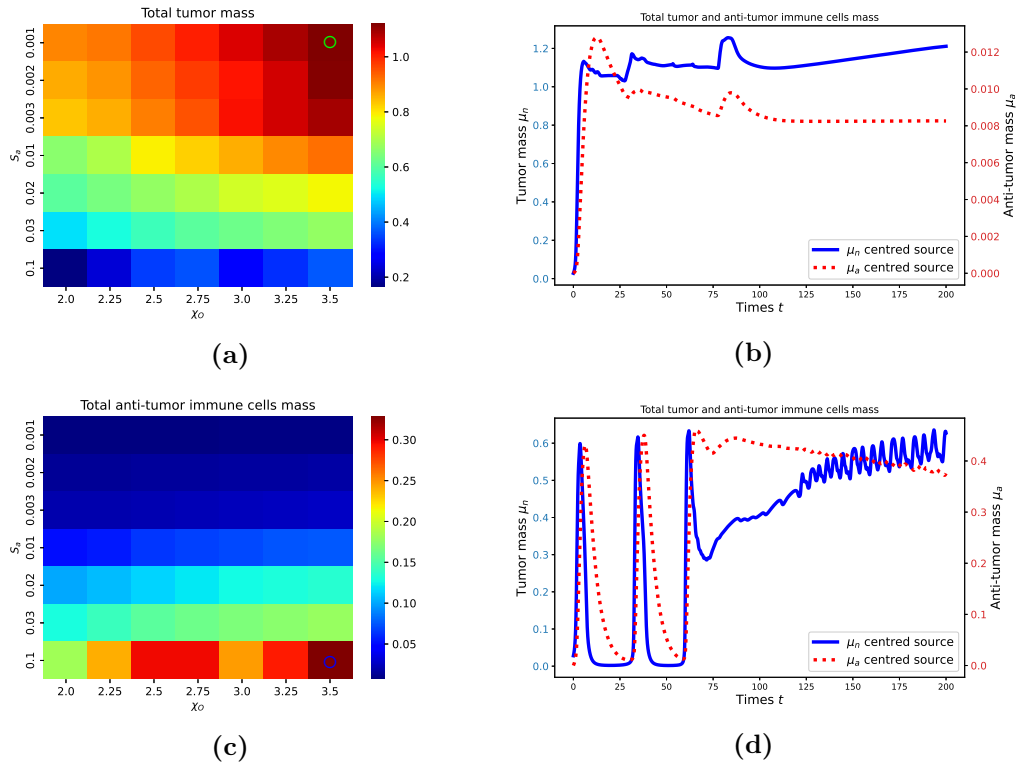 Total tumor mass
0.001
0.002
0.003
0.01
0.02
0.03
0.1
S_a
2.0 2.25 2.5 2.75 3.0 3.25 3.5
χ_O
1.0
0.8
0.6
0.4
0.2
(a)
Total tumor and anti-tumor immune cells mass
1.2
1.0
0.8
0.6
0.4
0.2
0.0
Tumor mass μ_n
0 25 50 75 100 125 150 175 200
Times t
0.012
0.010
0.008
0.006
0.004
0.002
0.000
Anti-tumor mass μ_a
μ_n centred source
μ_a centred source
(b)
Total anti-tumor immune cells mass
0.001
0.002
0.003
0.01
0.02
0.03
0.1
S_a
2.0 2.25 2.5 2.75 3.0 3.25 3.5
χ_O
0.30
0.25
0.20
0.15
0.10
0.05
(c)
Total tumor and anti-tumor immune cells mass
0.6
0.5
0.4
0.3
0.2
0.1
0.0
Tumor mass μ_n
0 25 50 75 100 125 150 175 200
Times t
0.4
0.3
0.2
0.1
0.0
Anti-tumor mass μ_a
μ_n centred source
μ_a centred source
(d)